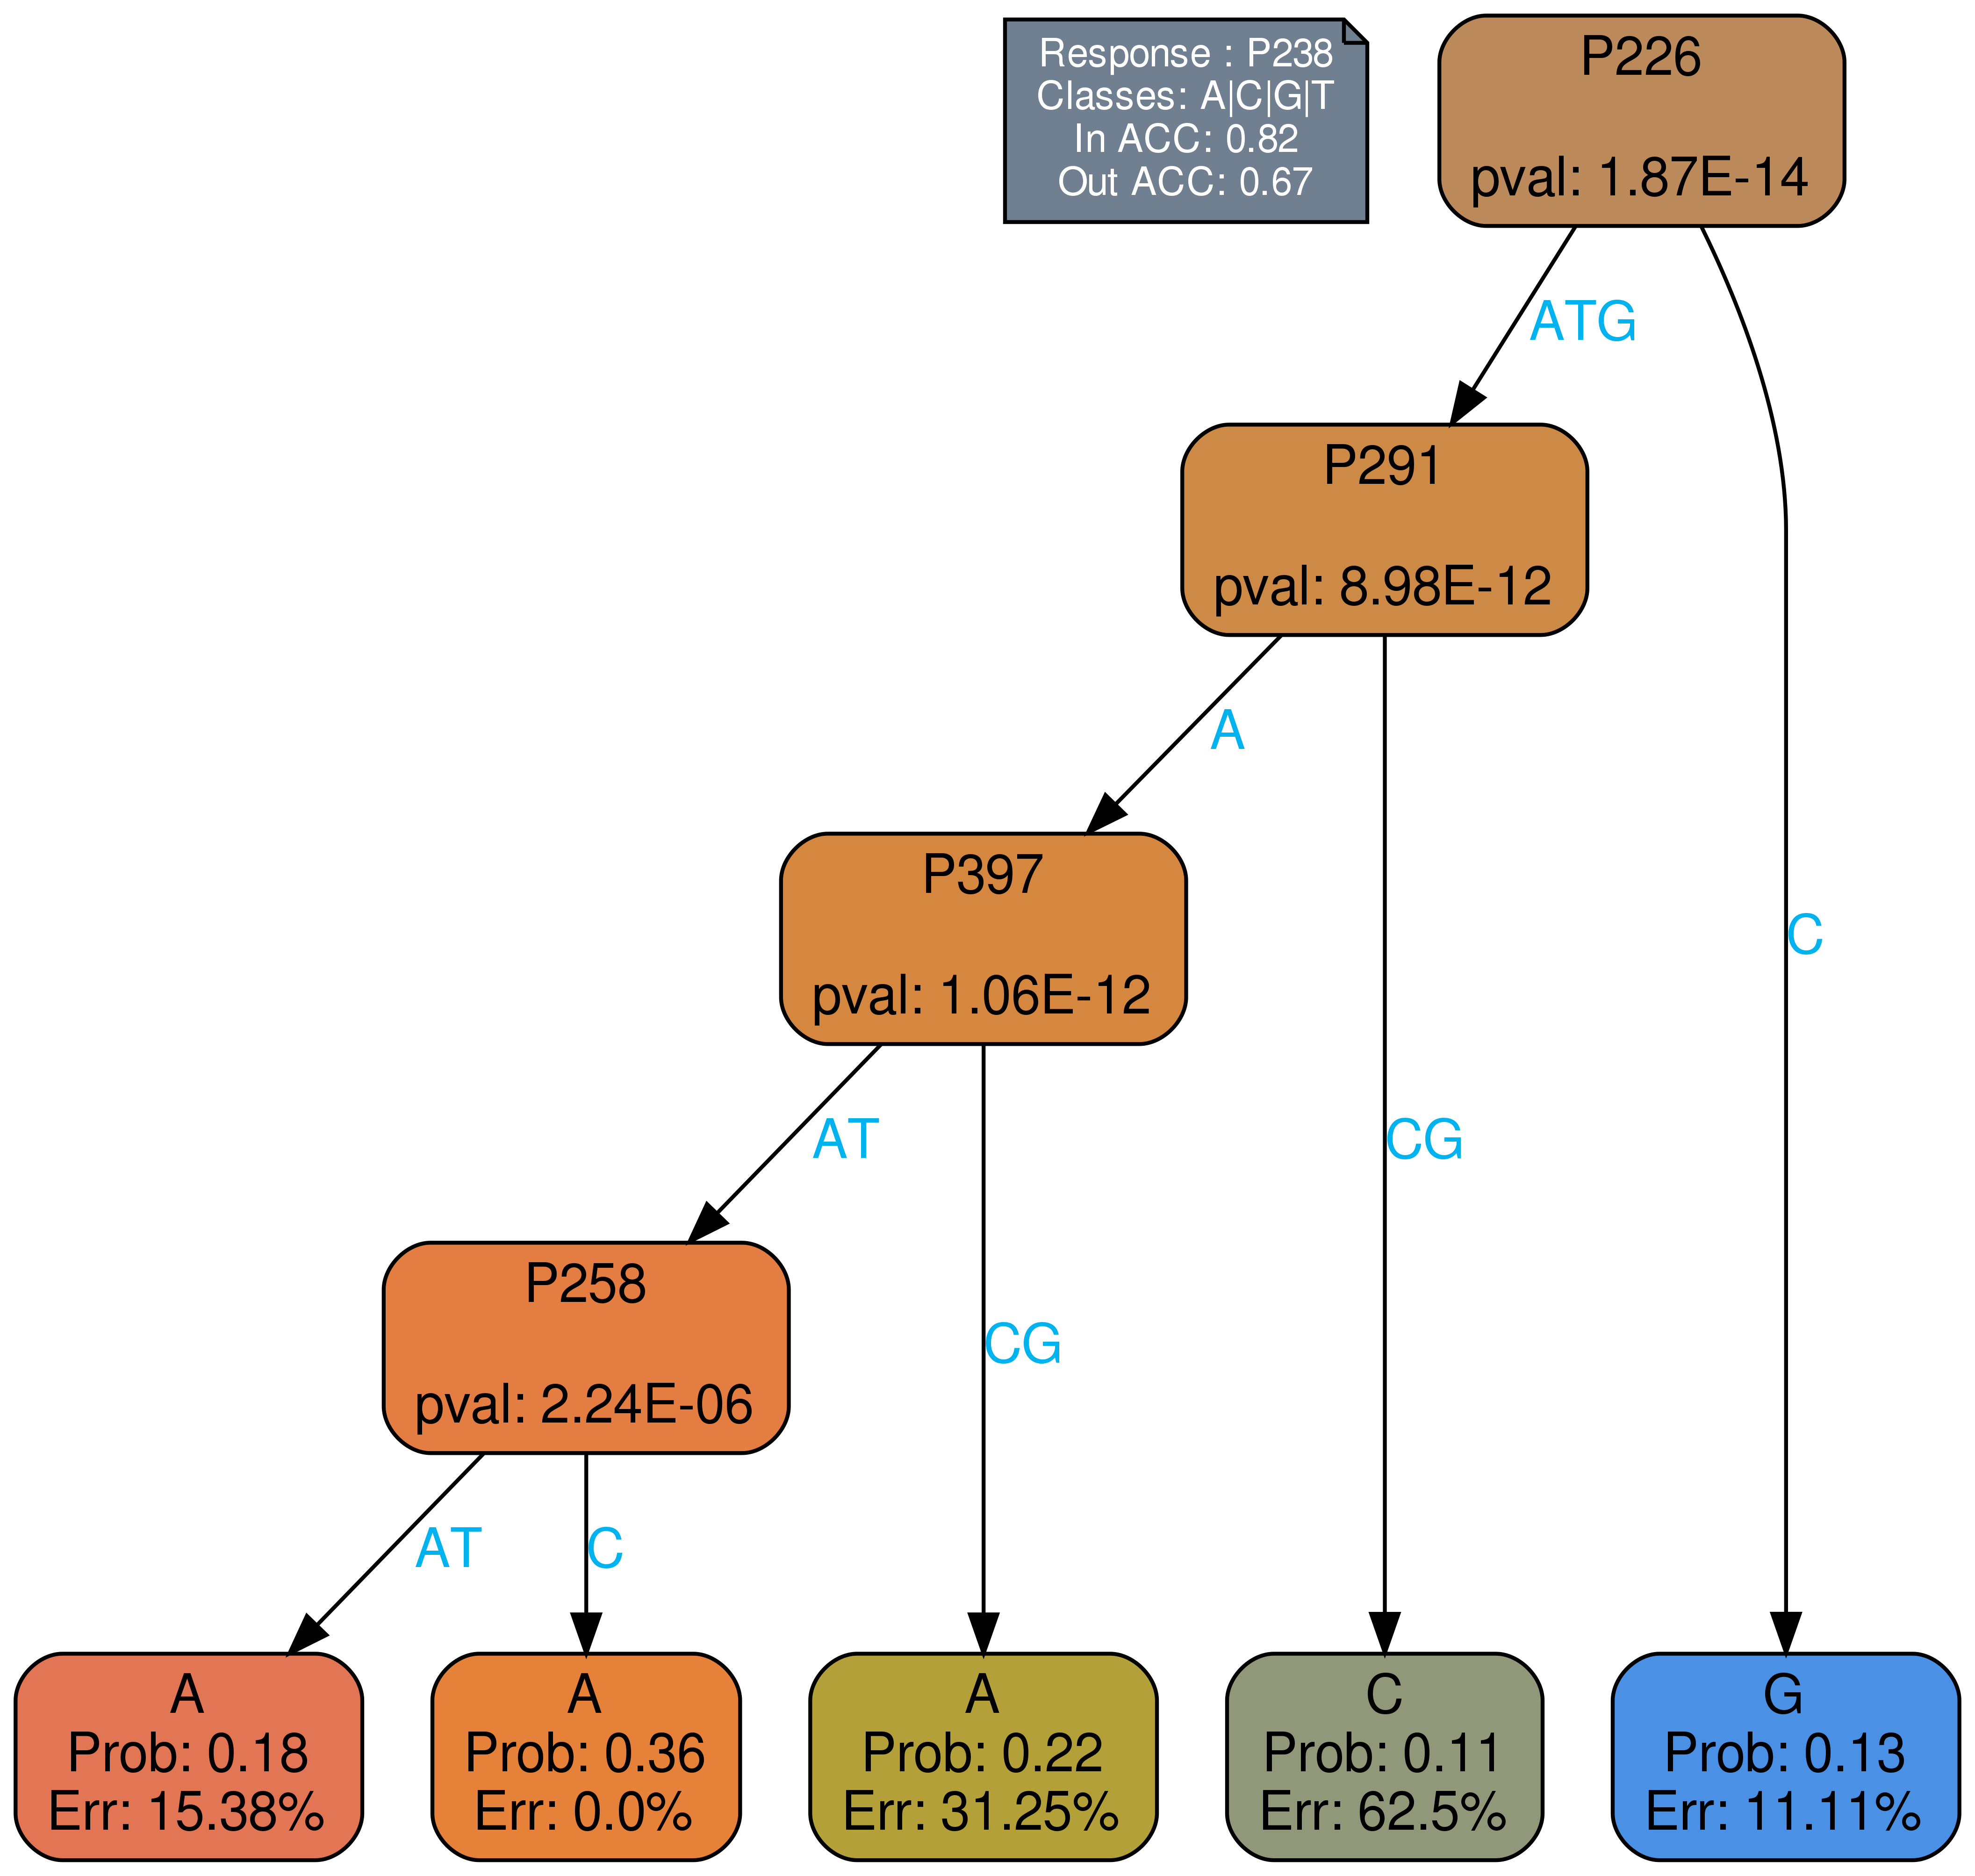 Response : P238
Classes: A|C|G|T
In ACC: 0.82
Out ACC: 0.67
P226
pval: 1.87E-14
ATG
P291
pval: 8.98E-12
A
P397
pval: 1.06E-12
C
AT
CG
P258
pval: 2.24E-06
CG
AT
C
A
Prob: 0.18
Err: 15.38%
A
Prob: 0.36
Err: 0.0%
A
Prob: 0.22
Err: 31.25%
C
Prob: 0.11
Err: 62.5%
G
Prob: 0.13
Err: 11.11%